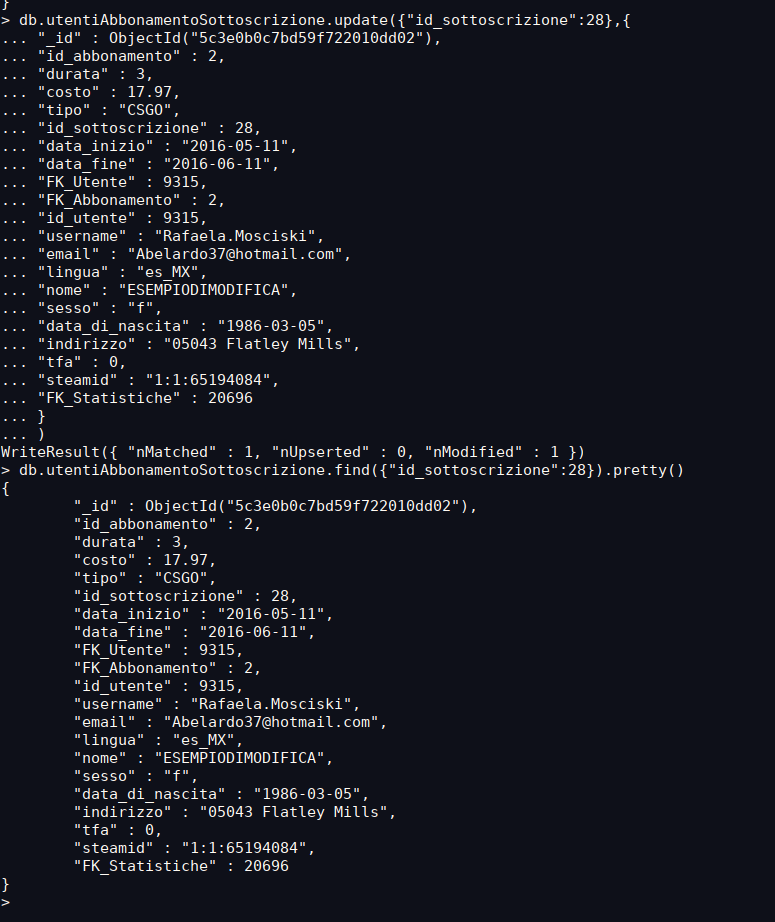 }
> db.utentiAbbonamentoSottoscrizione.update({"id_sottoscrizione":28},{
... "_id" : ObjectId("5c3e0b0c7bd59f722010dd02"),
... "id_abbonamento" : 2,
... "durata" : 3,
... "costo" : 17.97,
... "tipo" : "CSGO",
... "id_sottoscrizione" : 28,
... "data_inizio" : "2016-05-11",
... "data_fine" : "2016-06-11",
... "FK_Utente" : 9315,
... "FK_Abbonamento" : 2,
... "id_utente" : 9315,
... "username" : "Rafaela.Mosciski",
... "email" : "Abelardo37@hotmail.com",
... "lingua" : "es_MX",
... "nome" : "ESEMPIODIMODIFICA",
... "sesso" : "f",
... "data_di_nascita" : "1986-03-05",
... "indirizzo" : "05043 Flatley Mills",
... "tfa" : 0,
... "steamid" : "1:1:65194084",
... "FK_Statistiche" : 20696
... }
... )
WriteResult({ "nMatched" : 1, "nUpserted" : 0, "nModified" : 1 })
> db.utentiAbbonamentoSottoscrizione.find({"id_sottoscrizione":28}).pretty()
{
"_id" : ObjectId("5c3e0b0c7bd59f722010dd02"),
"id_abbonamento" : 2,
"durata" : 3,
"costo" : 17.97,
"tipo" : "CSGO",
"id_sottoscrizione" : 28,
"data_inizio" : "2016-05-11",
"data_fine" : "2016-06-11",
"FK_Utente" : 9315,
"FK_Abbonamento" : 2,
"id_utente" : 9315,
"username" : "Rafaela.Mosciski",
"email" : "Abelardo37@hotmail.com",
"lingua" : "es_MX",
"nome" : "ESEMPIODIMODIFICA",
"sesso" : "f",
"data_di_nascita" : "1986-03-05",
"indirizzo" : "05043 Flatley Mills",
"tfa" : 0,
"steamid" : "1:1:65194084",
"FK_Statistiche" : 20696
}
>